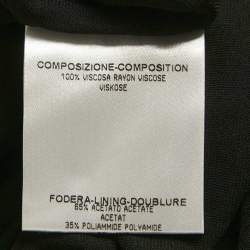 COMPOSIZIONE-COMPOSITION
100% VISCOSA RAYON VISCOSE
VISKOSE
FODERA-LINING-DOUBLURE
65% ACETATO ACETATE
ACETAT
35% POLIAMMIDE POLYAMIDE